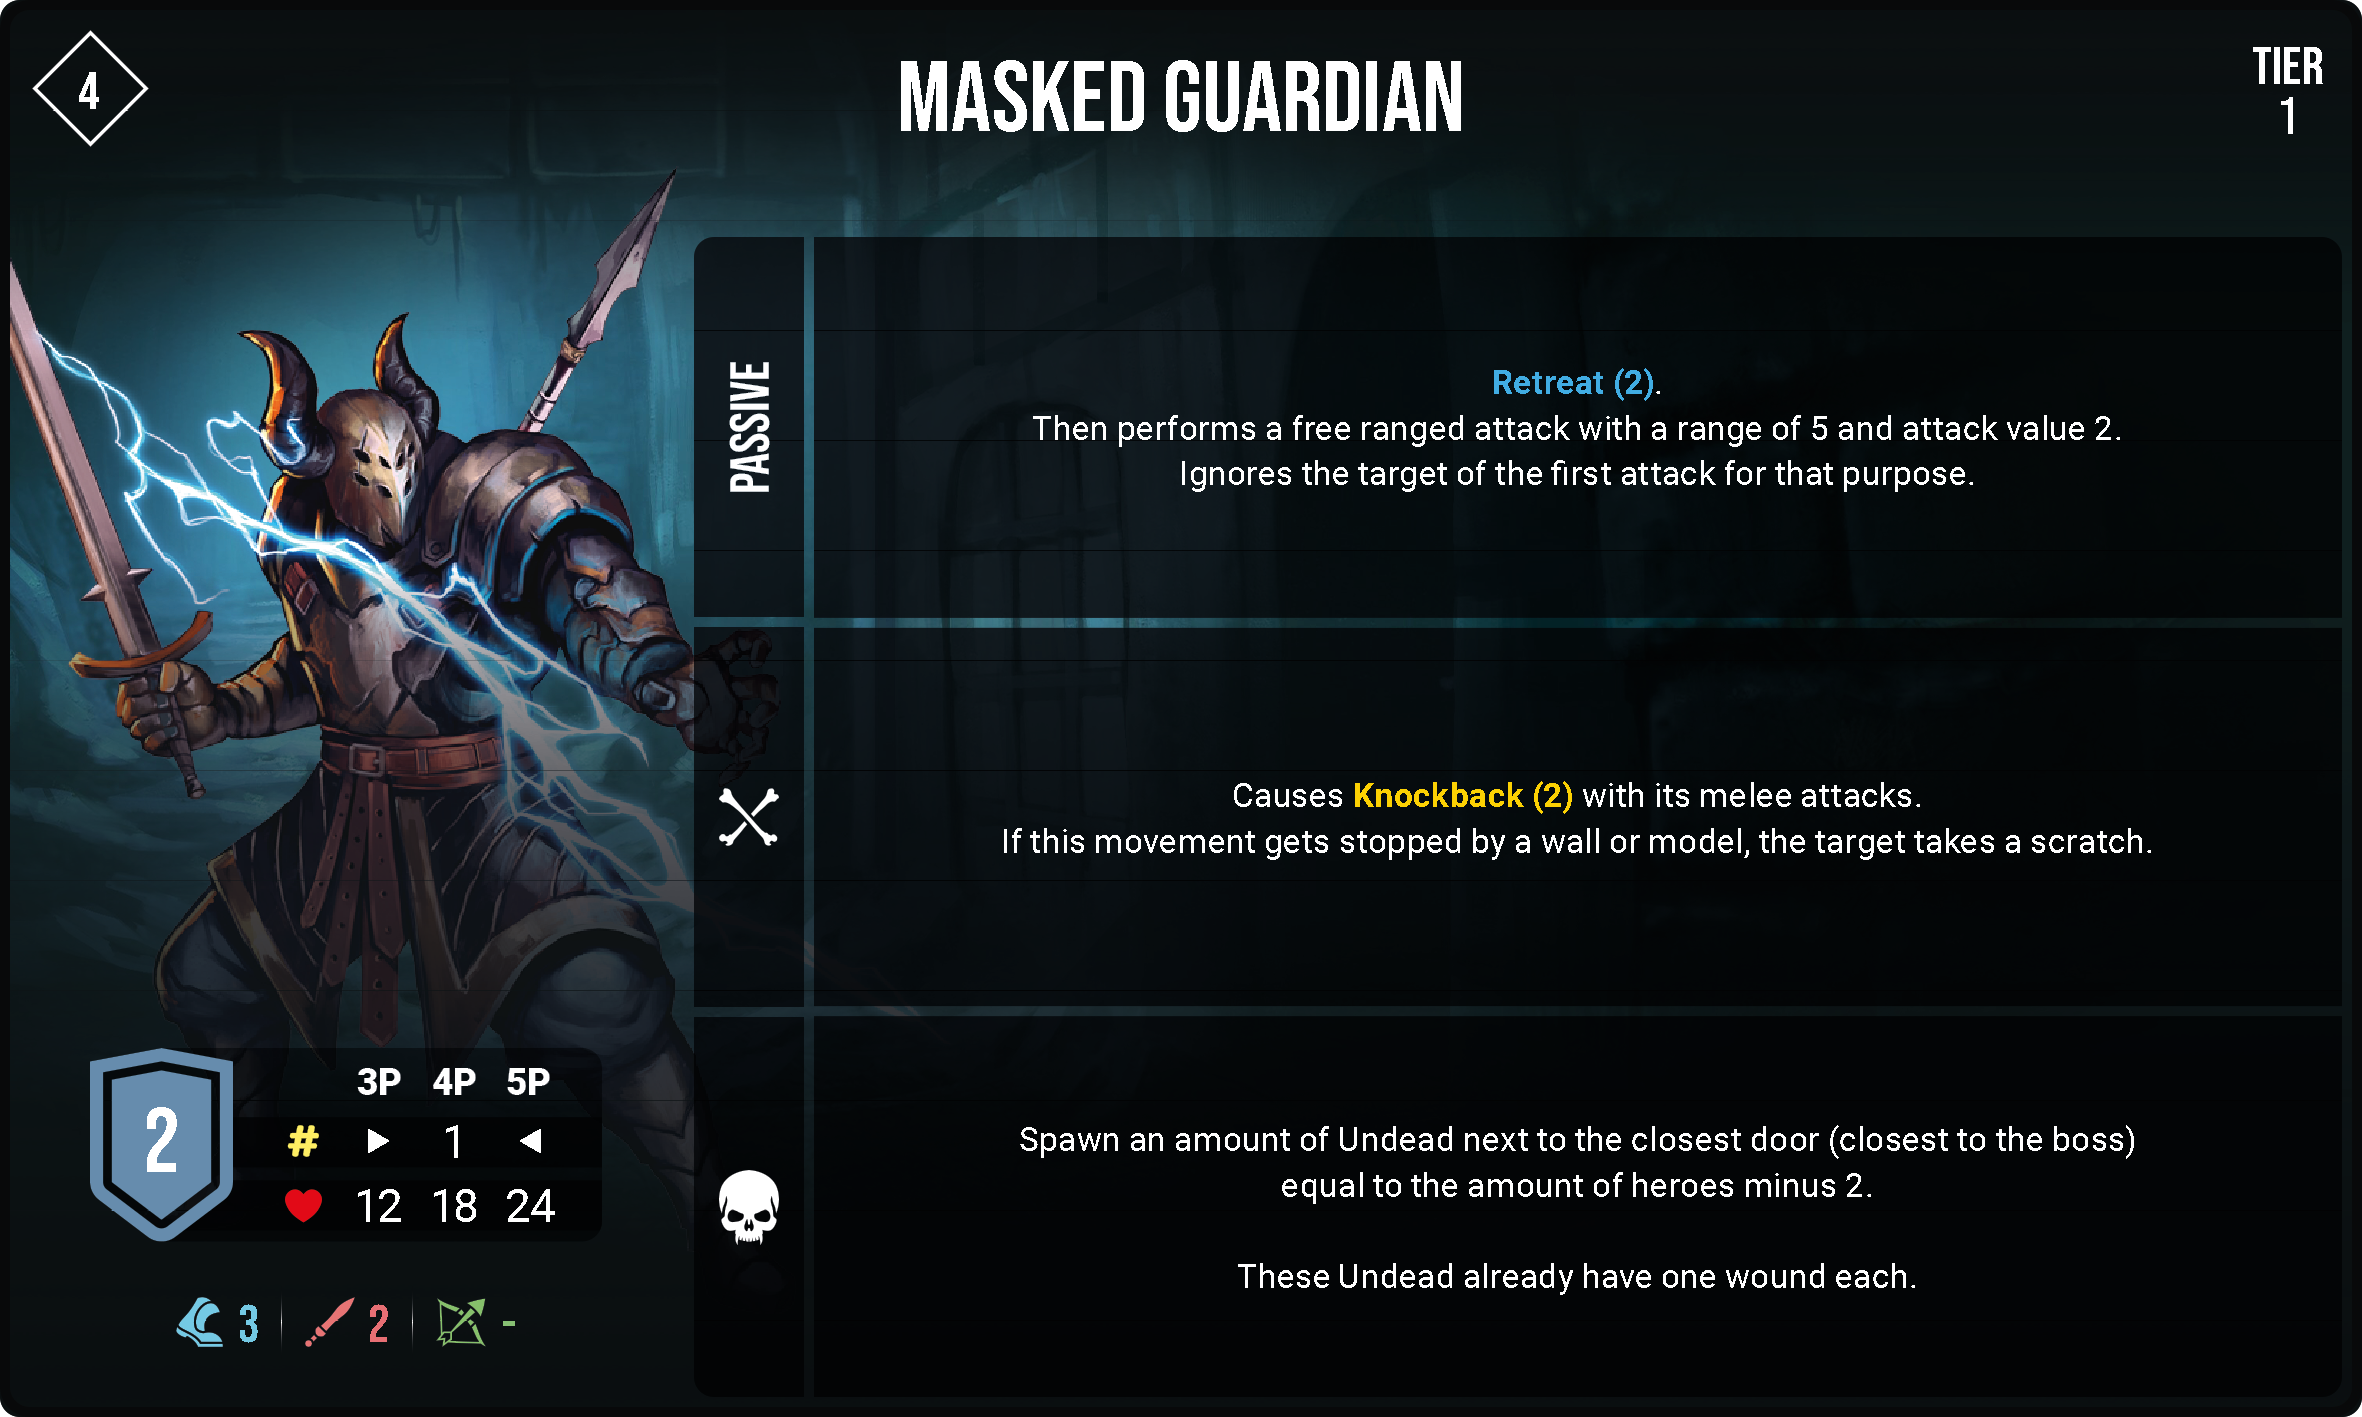 4
MASKED GUARDIAN
TIER
1
PASSIVE
Retreat (2).
Then performs a free ranged attack with a range of 5 and attack value 2.
Ignores the target of the first attack for that purpose.
Causes Knockback (2) with its melee attacks.
If this movement gets stopped by a wall or model, the target takes a scratch.
Spawn an amount of Undead next to the closest door (closest to the boss)
equal to the amount of heroes minus 2.
These Undead already have one wound each.
2
3P 4P 5P
# ▶ 1 ◀
12 18 24
3 2 -